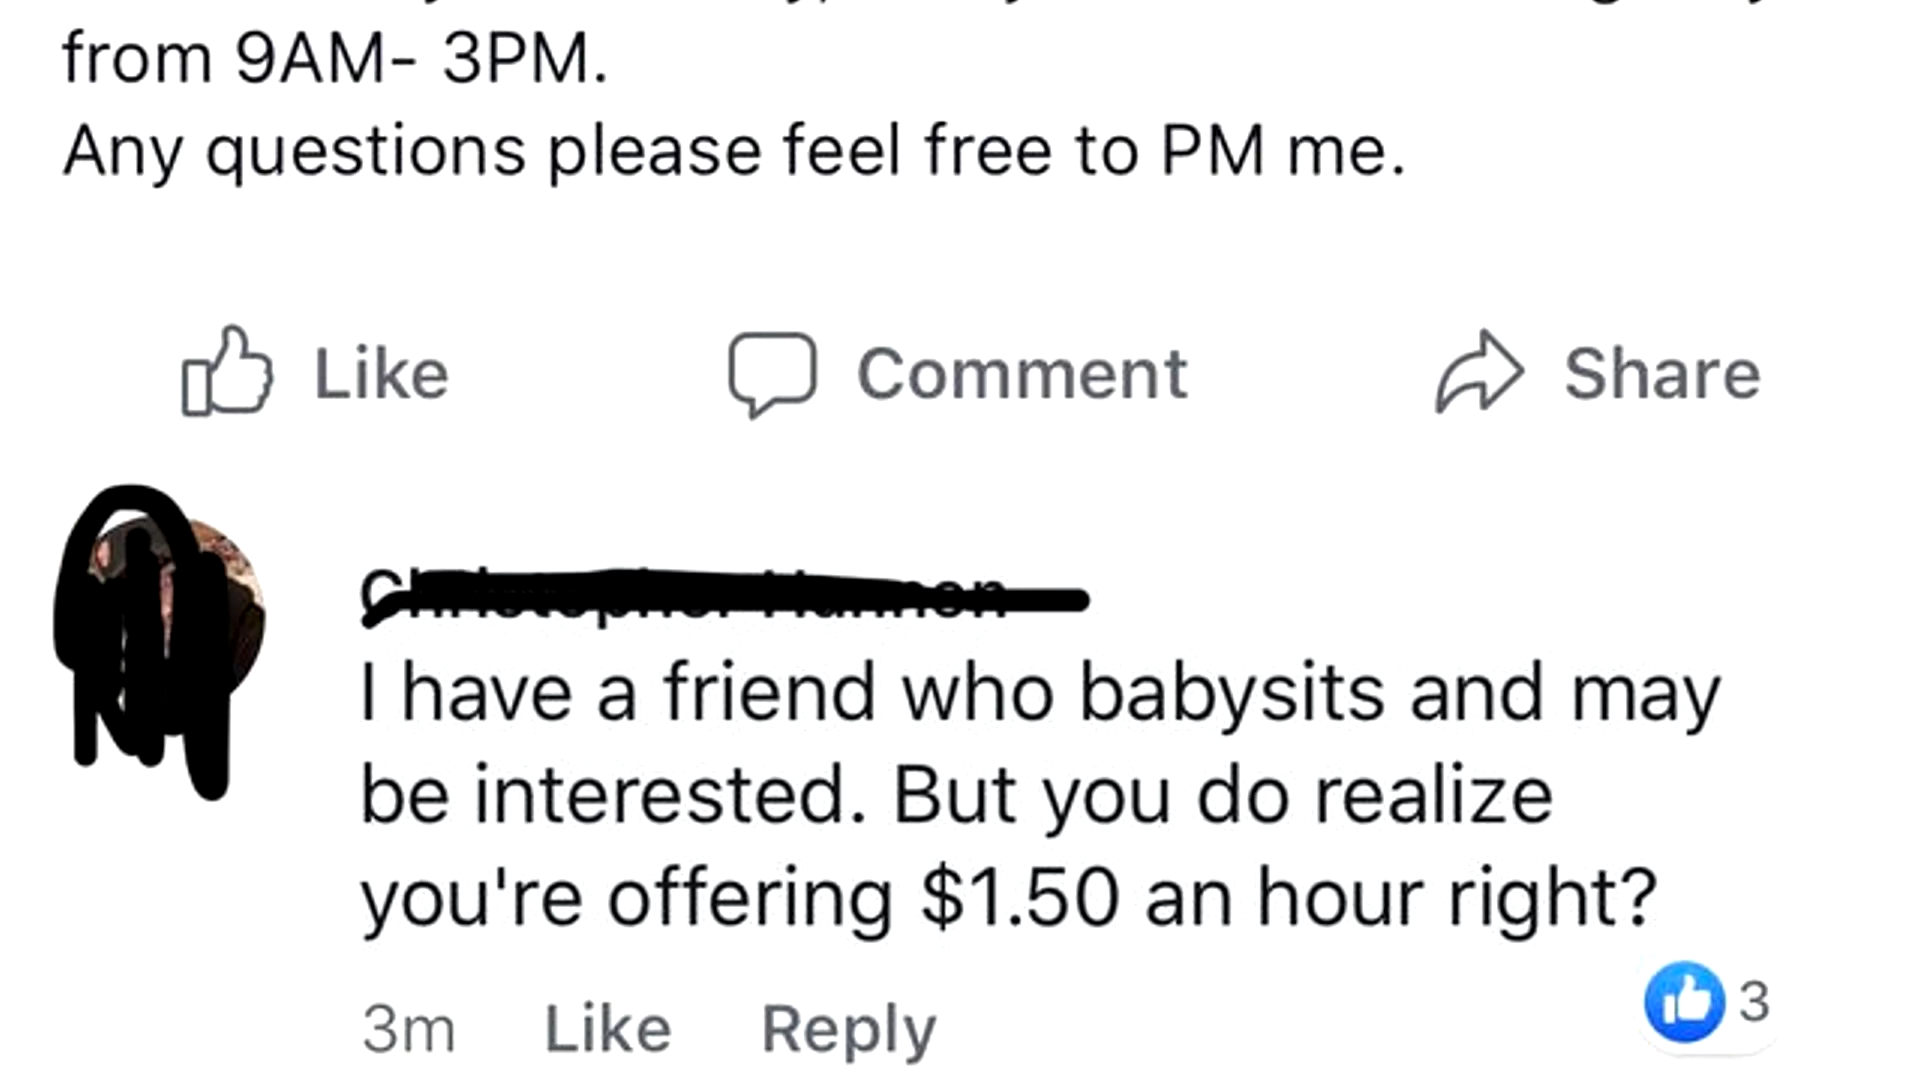 from 9AM- 3PM.
Any questions please feel free to PM me.
Like Comment Share
I have a friend who babysits and may
be interested. But you do realize
you're offering $1.50 an hour right?
3m Like Reply 3